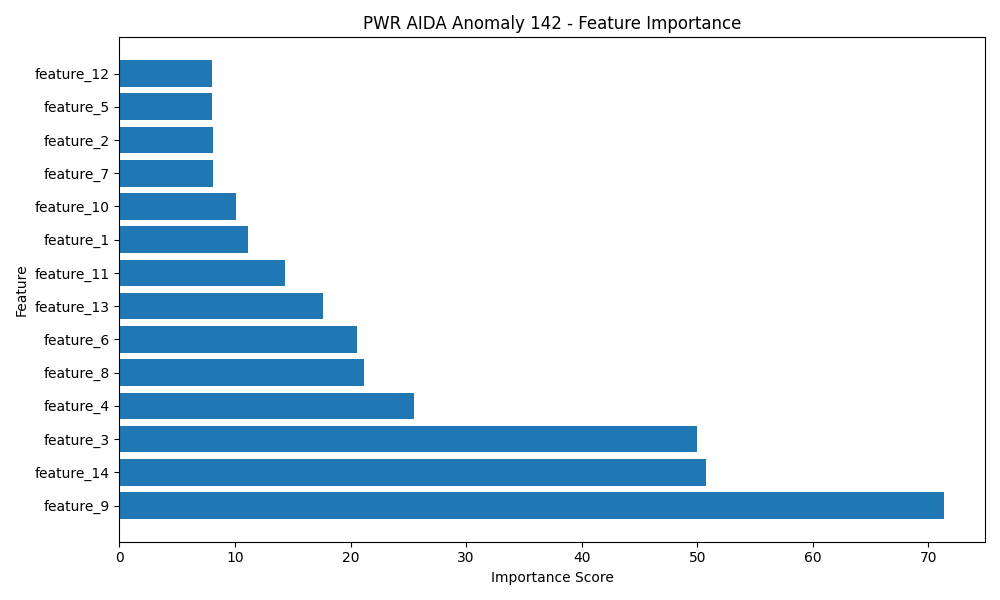 PWR AIDA Anomaly 142 - Feature Importance
Feature
feature_12
feature_5
feature_2
feature_7
feature_10
feature_1
feature_11
feature_13
feature_6
feature_8
feature_4
feature_3
feature_14
feature_9
0 10 20 30 40 50 60 70
Importance Score